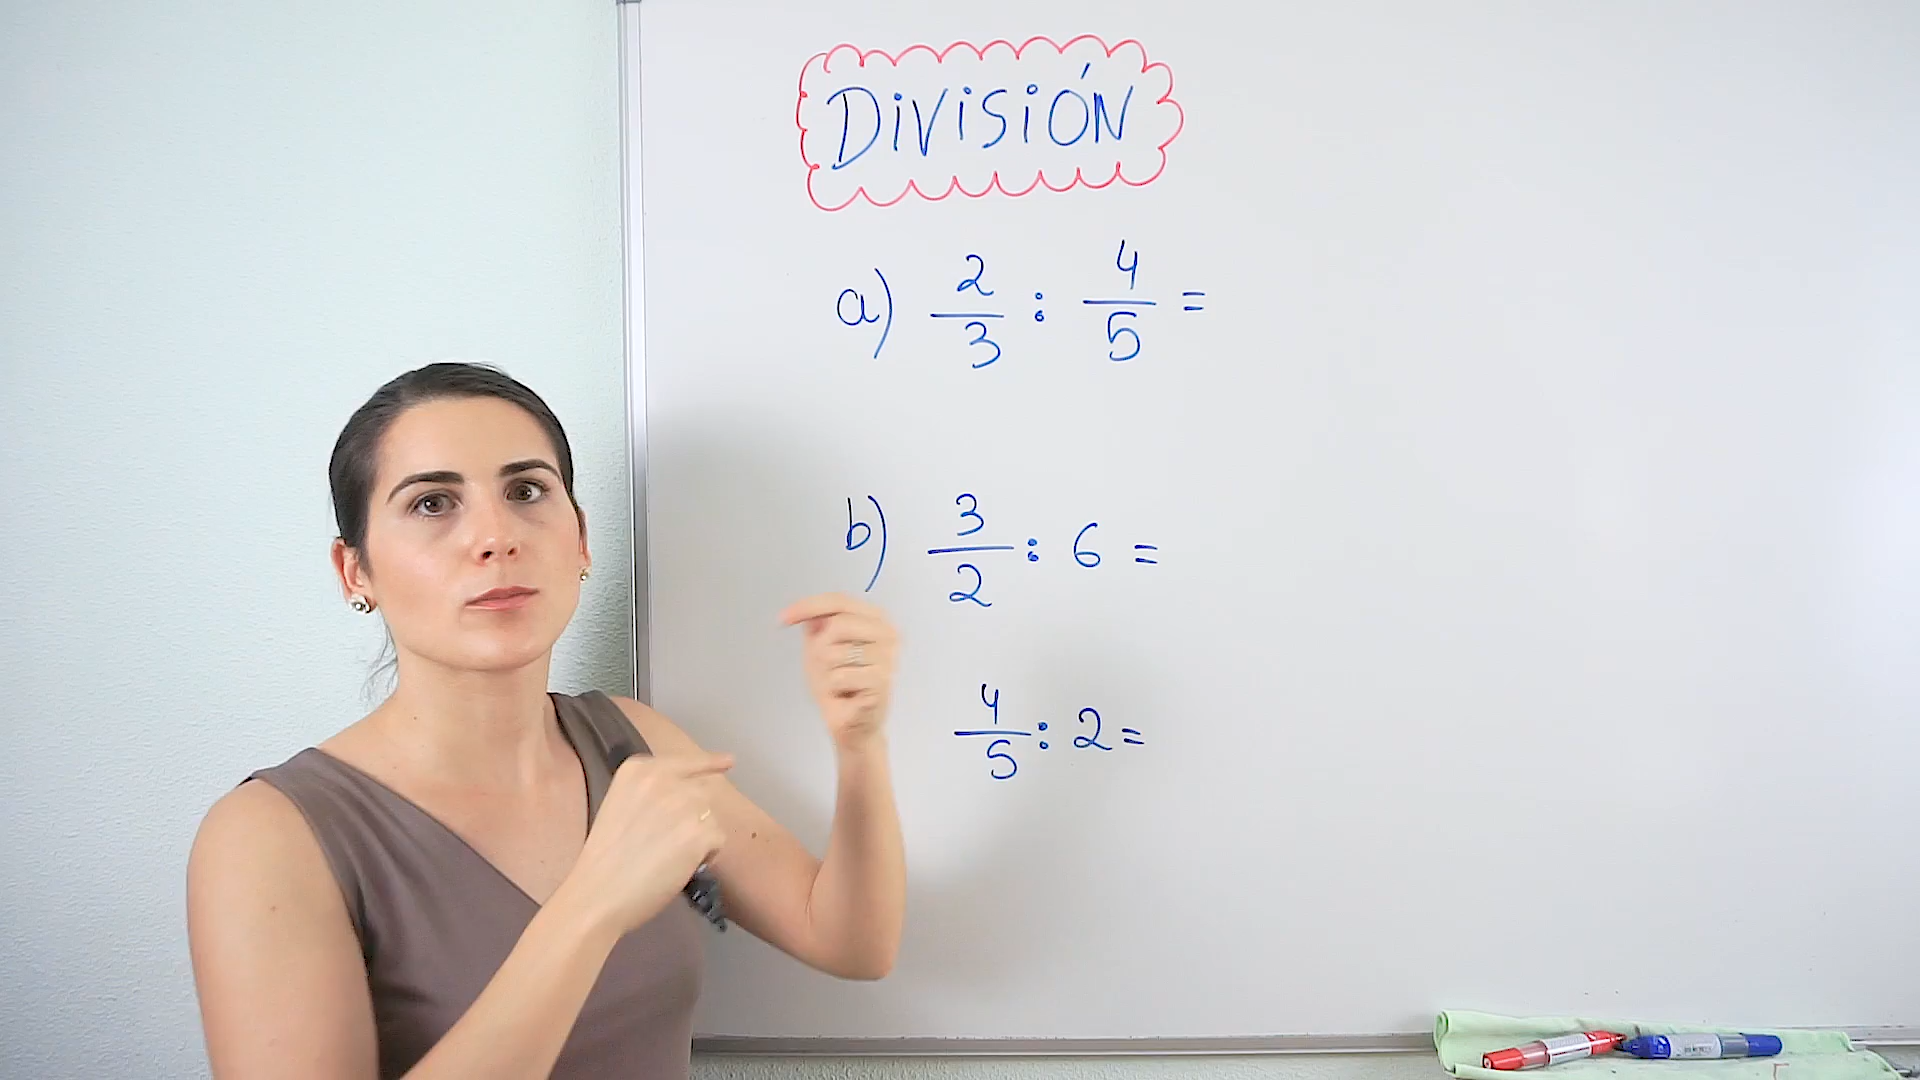 DIVISIÓN
a) 2/3 : 4/5 =
b) 3/2 : 6 =
4/5 : 2 =